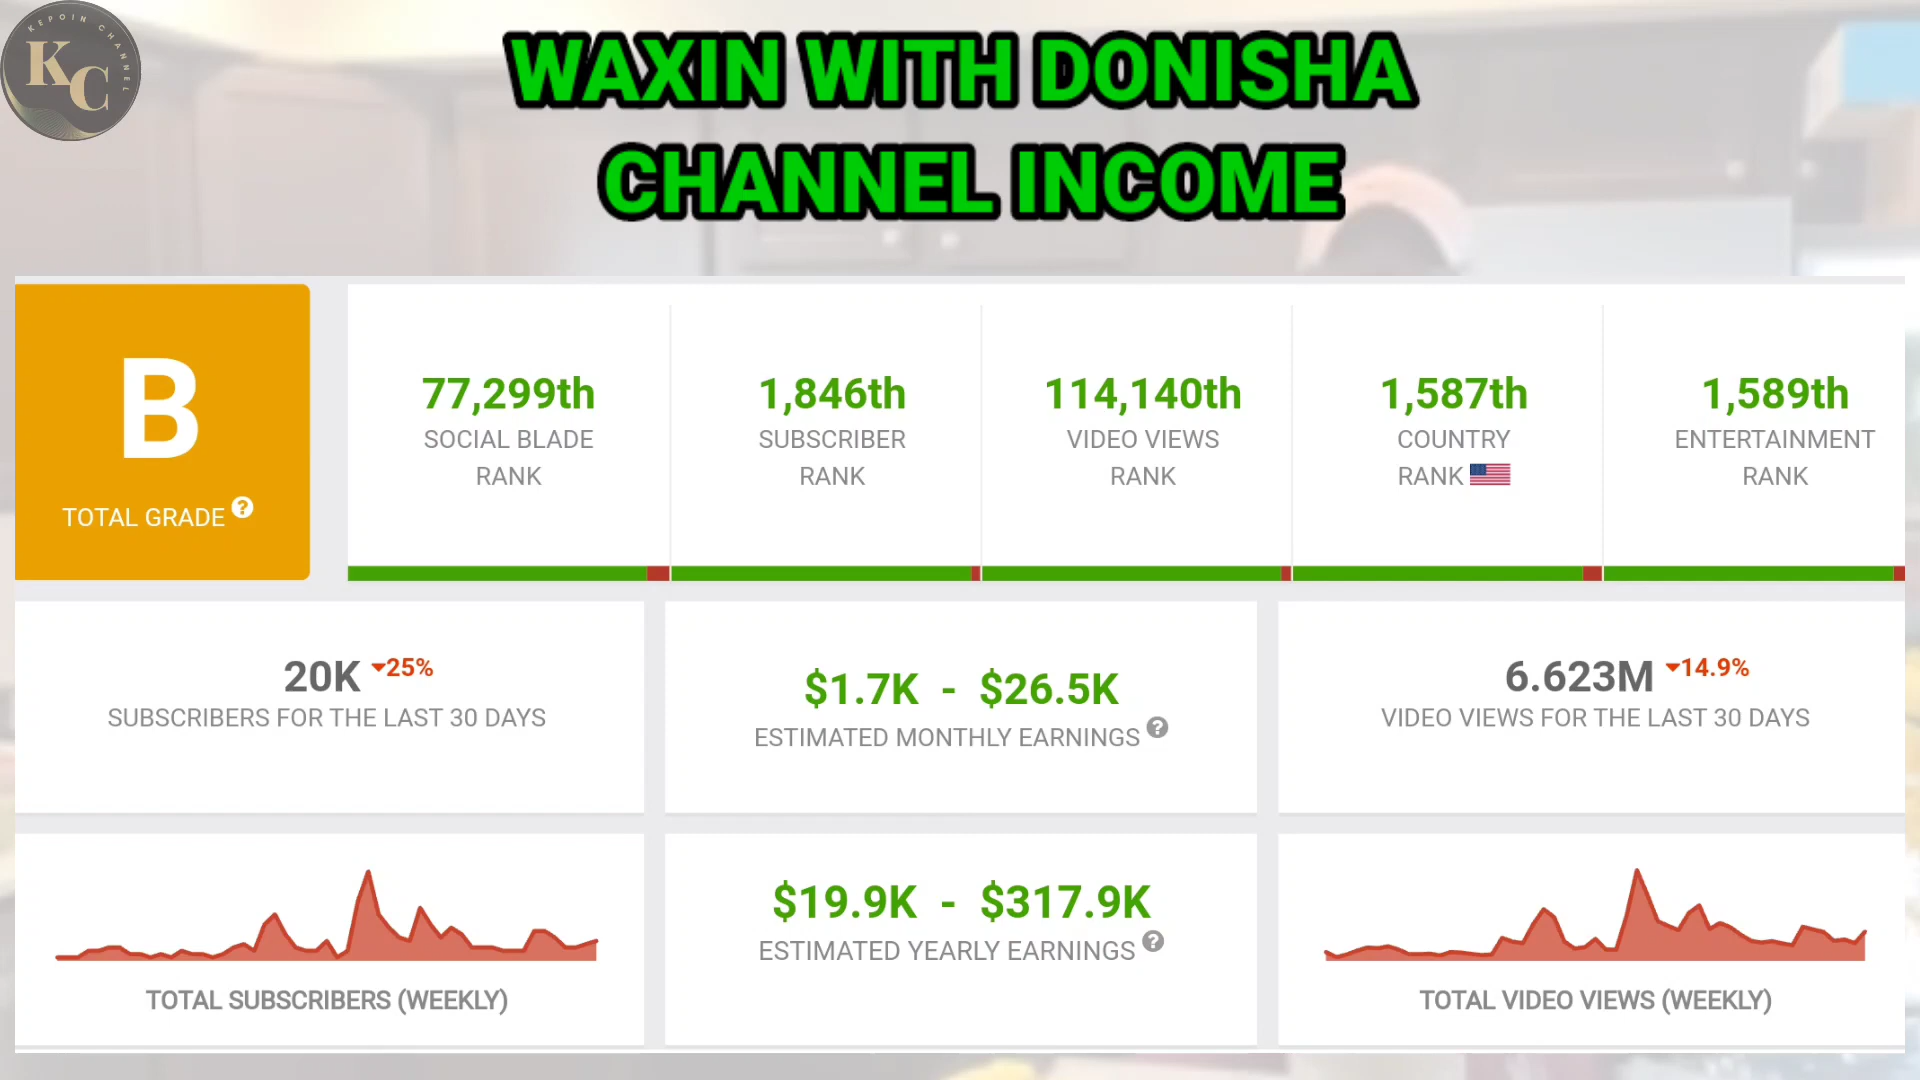 KEPOIN CHANNEL
KC
WAXIN WITH DONISHA
CHANNEL INCOME
B
TOTAL GRADE ?
77,299th
SOCIAL BLADE
RANK
1,846th
SUBSCRIBER
RANK
114,140th
VIDEO VIEWS
RANK
1,587th
COUNTRY
RANK
1,589th
ENTERTAINMENT
RANK
20K 25%
SUBSCRIBERS FOR THE LAST 30 DAYS
$1.7K - $26.5K
ESTIMATED MONTHLY EARNINGS ?
6.623M 14.9%
VIDEO VIEWS FOR THE LAST 30 DAYS
TOTAL SUBSCRIBERS (WEEKLY)
$19.9K - $317.9K
ESTIMATED YEARLY EARNINGS ?
TOTAL VIDEO VIEWS (WEEKLY)